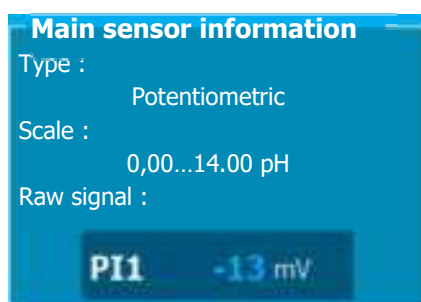 Main sensor information
Type :
Potentiometric
Scale :
0,00...14.00 pH
Raw signal :
PI1 -13 mV